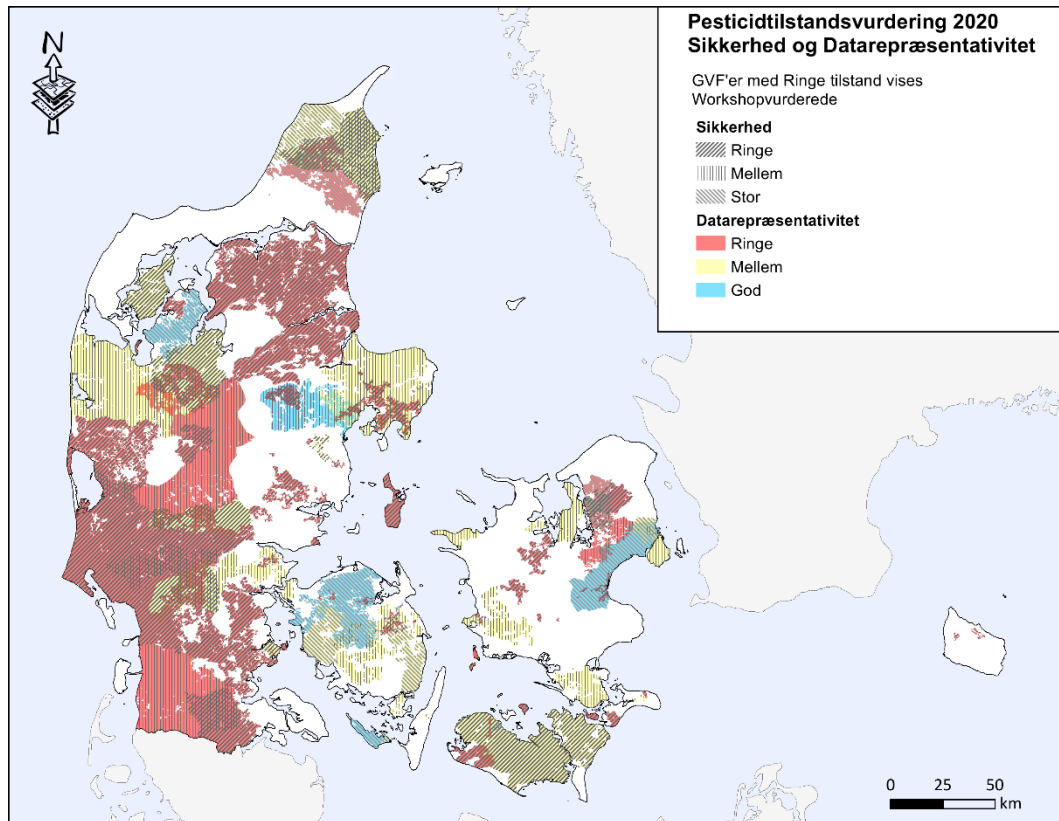 N
Pesticidtilstandsvurdering 2020
Sikkerhed og Datarepræsentativitet
GVF'er med Ringe tilstand vises
Workshopvurderede
Sikkerhed
Ringe
Mellem
Stor
Datarepræsentativitet
Ringe
Mellem
God
0 25 50
km